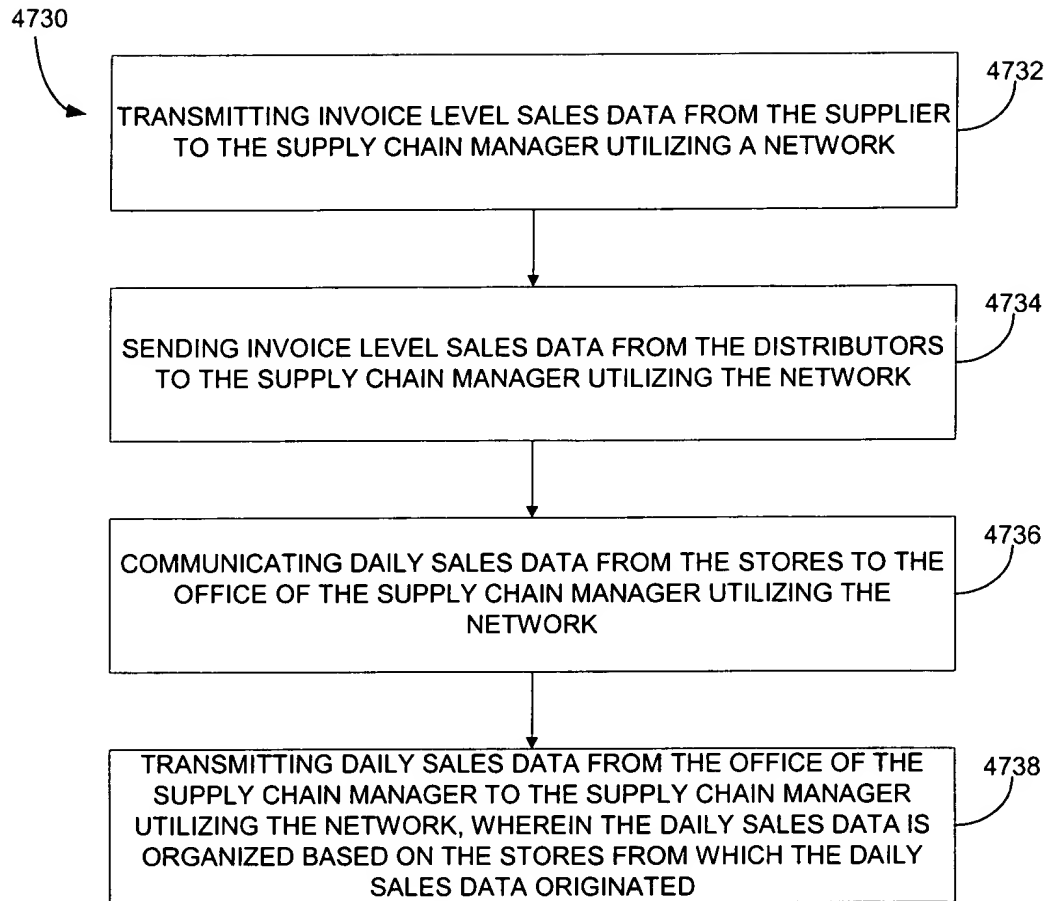 4730
4732
TRANSMITTING INVOICE LEVEL SALES DATA FROM THE SUPPLIER
TO THE SUPPLY CHAIN MANAGER UTILIZING A NETWORK
4734
SENDING INVOICE LEVEL SALES DATA FROM THE DISTRIBUTORS
TO THE SUPPLY CHAIN MANAGER UTILIZING THE NETWORK
4736
COMMUNICATING DAILY SALES DATA FROM THE STORES TO THE
OFFICE OF THE SUPPLY CHAIN MANAGER UTILIZING THE
NETWORK
4738
TRANSMITTING DAILY SALES DATA FROM THE OFFICE OF THE
SUPPLY CHAIN MANAGER TO THE SUPPLY CHAIN MANAGER
UTILIZING THE NETWORK, WHEREIN THE DAILY SALES DATA IS
ORGANIZED BASED ON THE STORES FROM WHICH THE DAILY
SALES DATA ORIGINATED